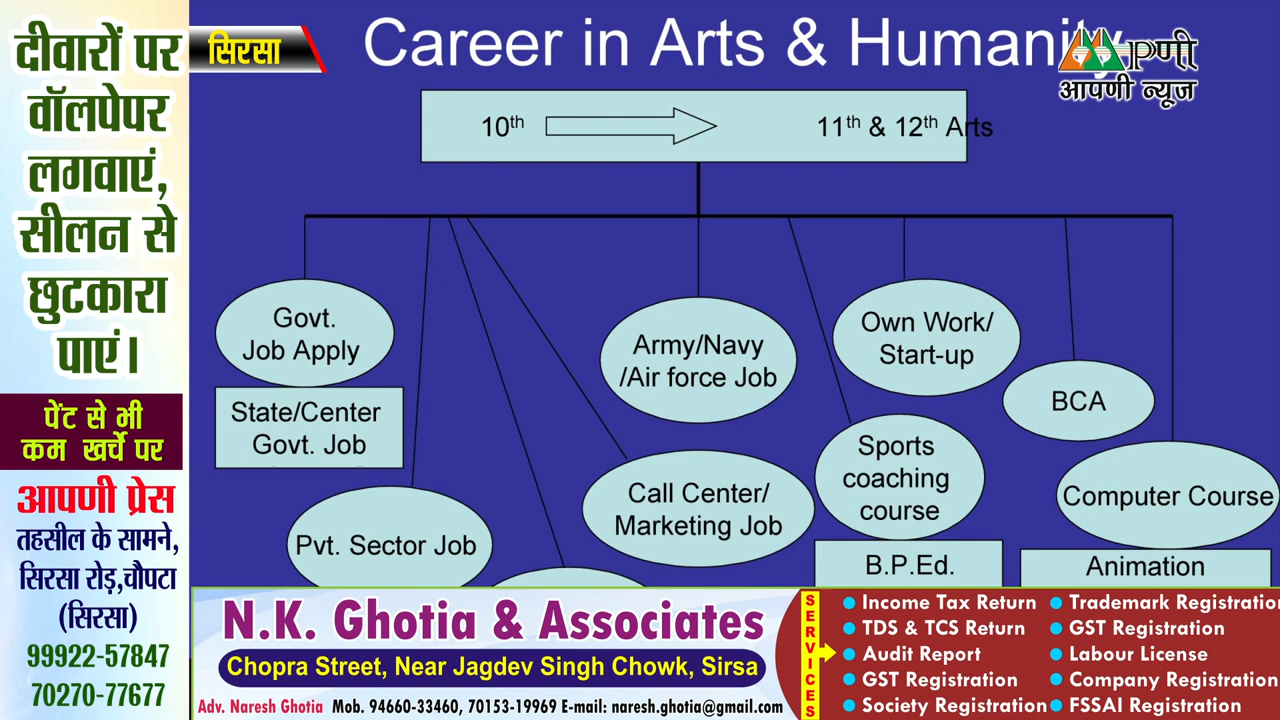 दीवारों पर
वॉलपेपर
लगवाएं,
सीलन से
छुटकारा
पाएं।
पेंट से भी
कम खर्चे पर
आपणी प्रेस
तहसील के सामने,
सिरसा रोड़,चौपटा
(सिरसा)
99922-57847
70270-77677
सिरसा
Career in Arts & Humanity
आपणी न्यूज
10th
11th & 12th Arts
Govt.
Job Apply
State/Center
Govt. Job
Pvt. Sector Job
Army/Navy
/Air force Job
Call Center/
Marketing Job
Own Work/
Start-up
Sports
coaching
course
B.P.Ed.
BCA
Computer Course
Animation
N.K. Ghotia & Associates
Chopra Street, Near Jagdev Singh Chowk, Sirsa
Adv. Naresh Ghotia Mob. 94660-33460, 70153-19969 E-mail: naresh.ghotia@gmail.com
SERVICES
Income Tax Return
TDS & TCS Return
Audit Report
GST Registration
Society Registration
Trademark Registration
GST Registration
Labour License
Company Registration
FSSAI Registration